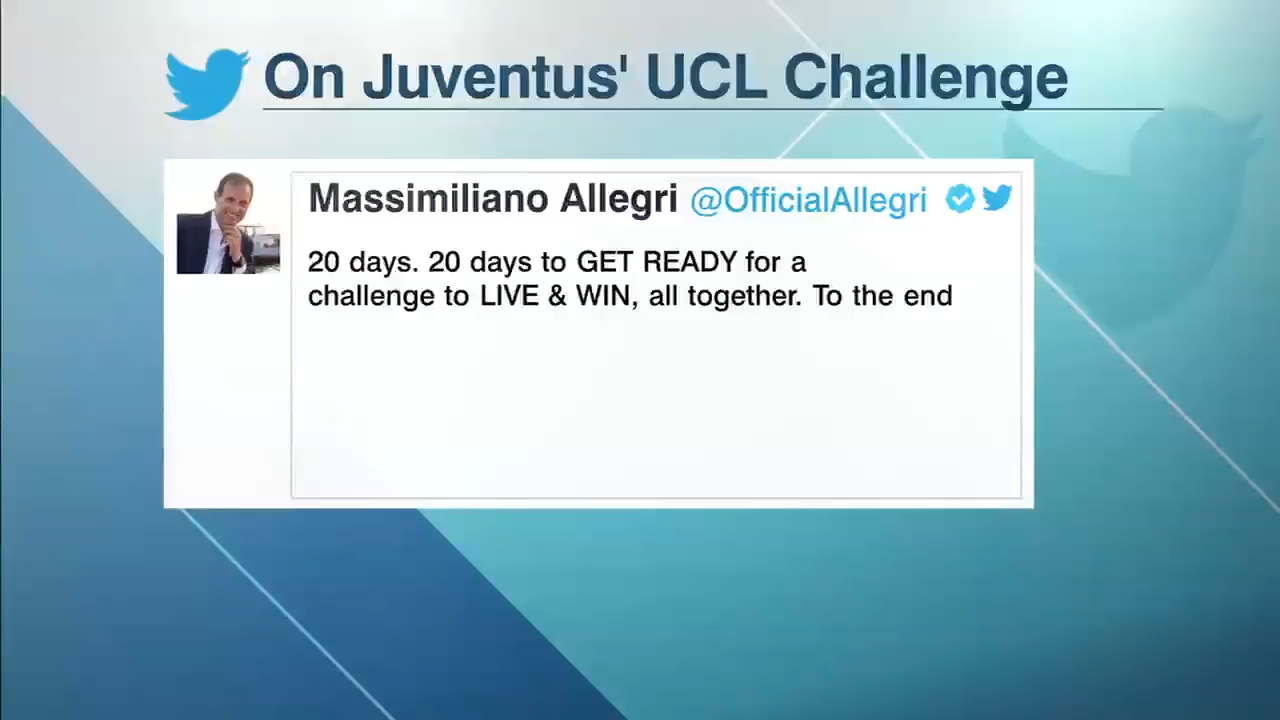 On Juventus' UCL Challenge
Massimiliano Allegri @OfficialAllegri
20 days. 20 days to GET READY for a
challenge to LIVE & WIN, all together. To the end